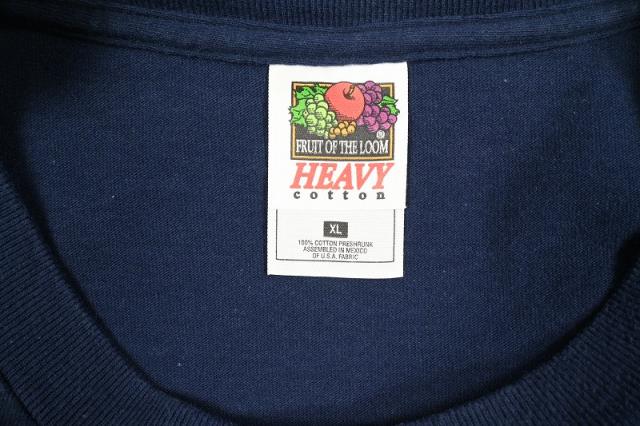 FRUIT OF THE LOOM
®
HEAVY
cotton
XL
100% COTTON PRESHRUNK
ASSEMBLED IN MEXICO
OF U.S.A. FABRIC